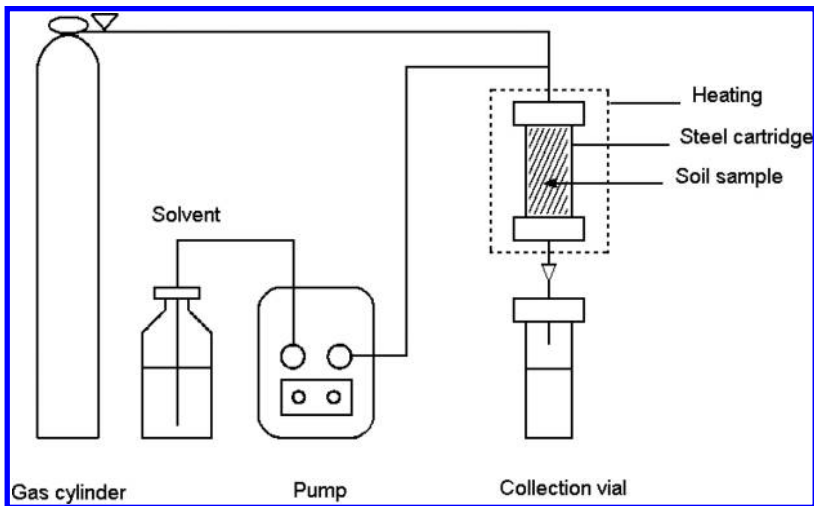 Heating
Steel cartridge
Soil sample
Solvent
Gas cylinder
Pump
Collection vial